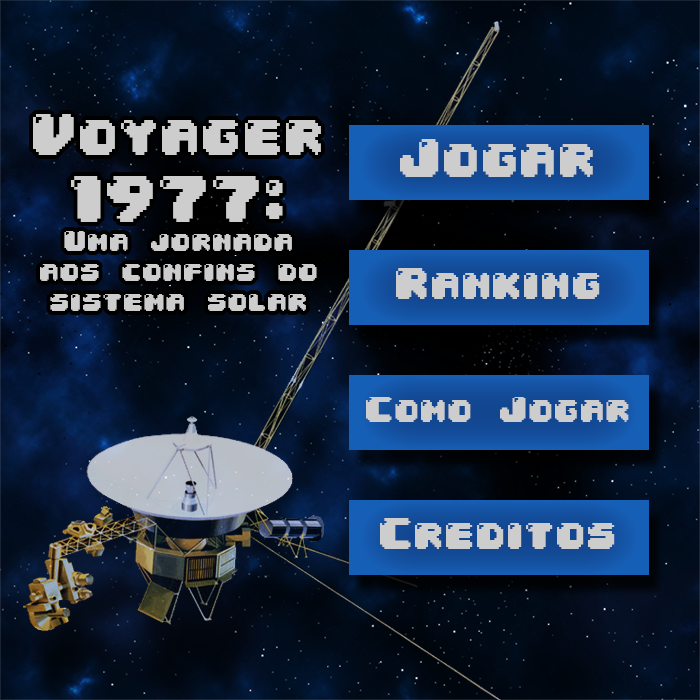 Voyager
1977:
Uma jornada
aos confins do
sistema solar
Jogar
Ranking
Como Jogar
Creditos